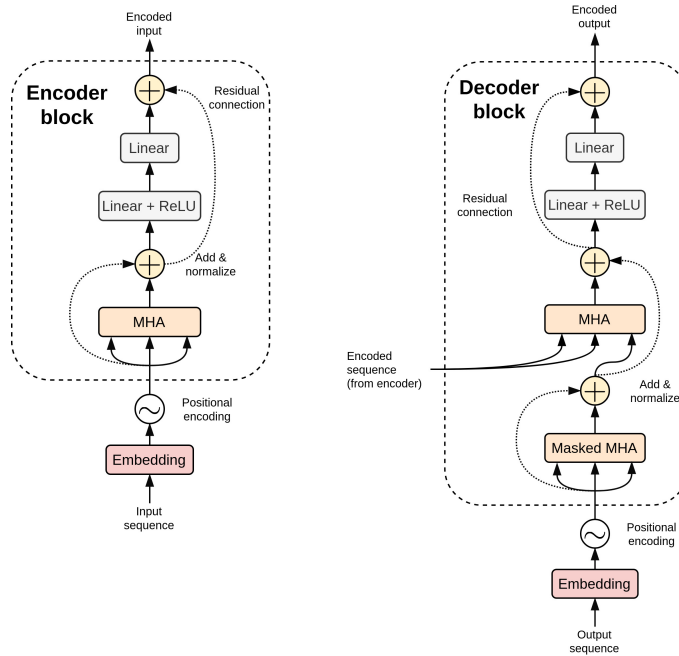 Encoded
input
Encoder
block
Residual
connection
Linear
Linear + ReLU
Add &
normalize
MHA
Positional
encoding
Embedding
Input
sequence
Encoded
output
Decoder
block
Linear
Linear + ReLU
Residual
connection
MHA
Encoded
sequence
(from encoder)
Add &
normalize
Masked MHA
Positional
encoding
Embedding
Output
sequence